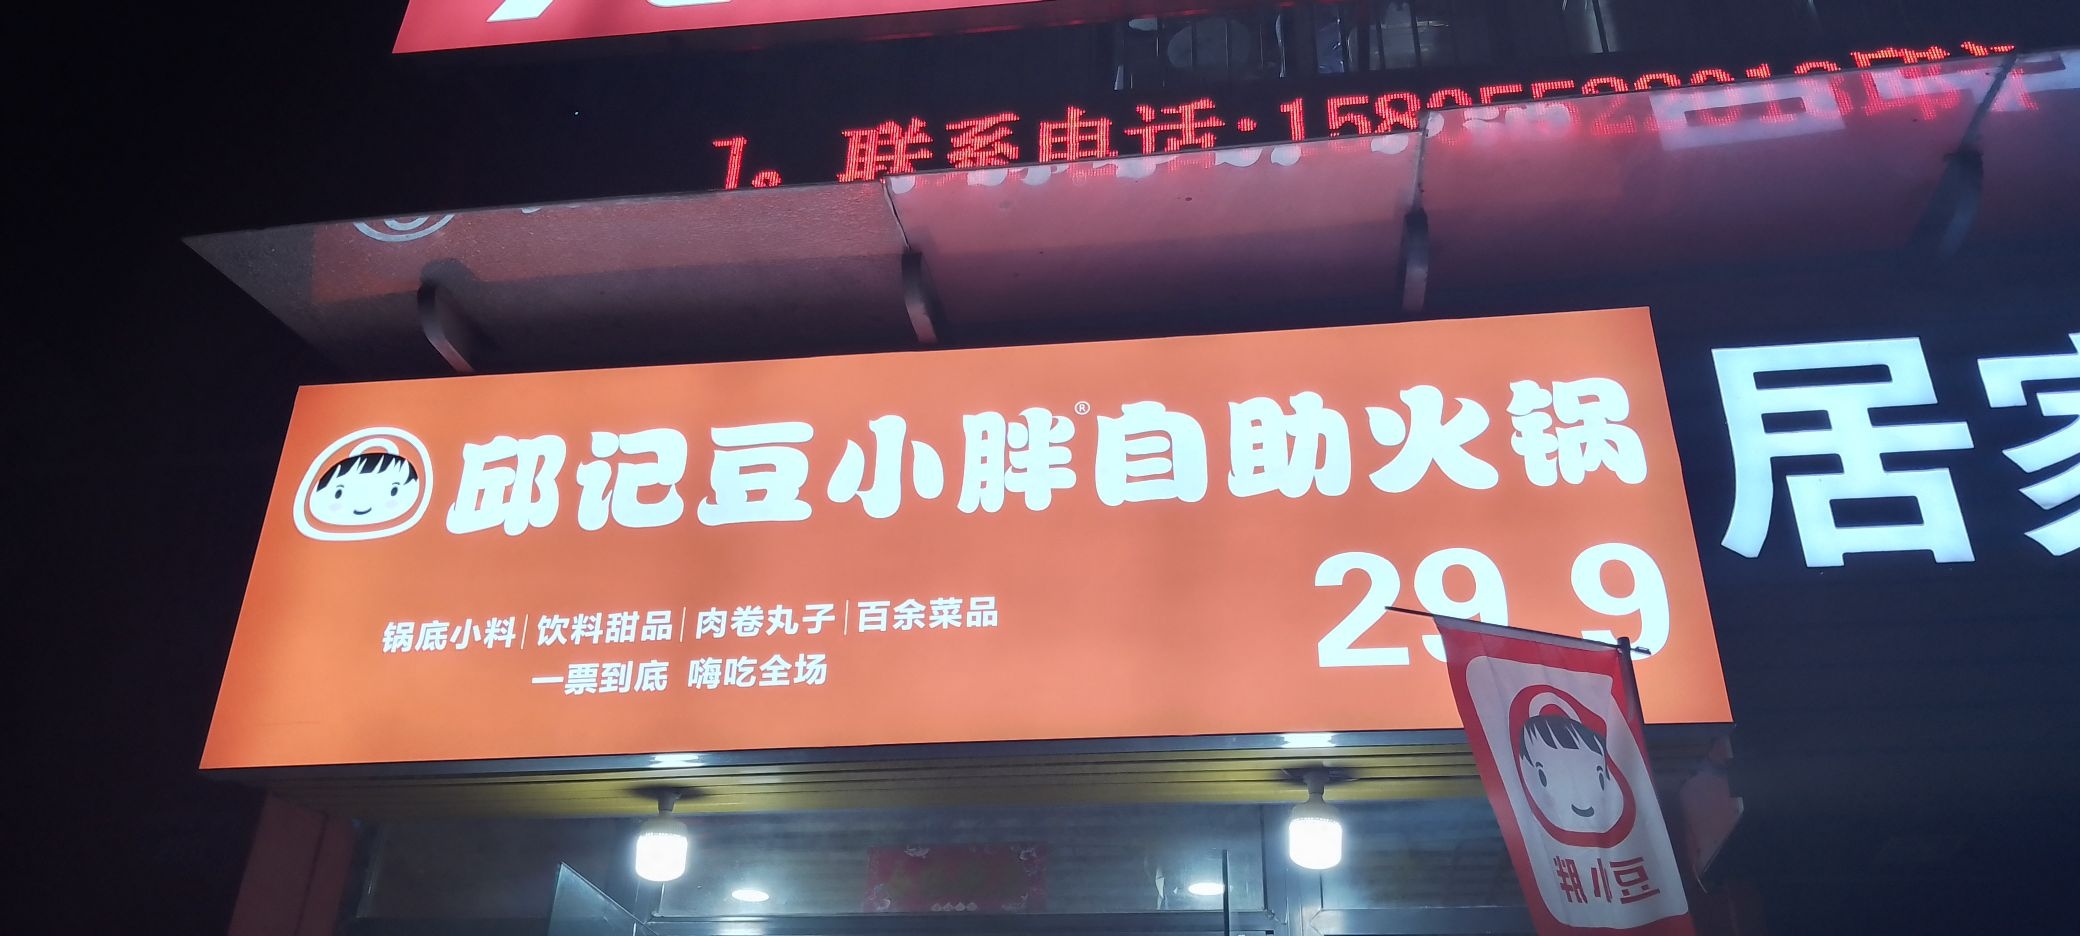 联系电话:15805522019
邱记豆小胖®自助火锅
29.9
锅底小料|饮料甜品|肉卷丸子|百余菜品
一票到底 嗨吃全场
居家
豆小胖